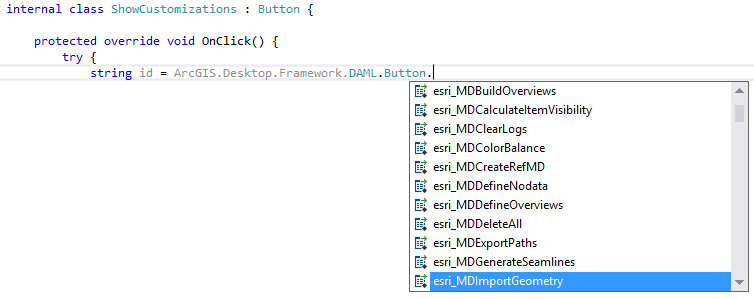 internal class ShowCustomizations : Button {
protected override void OnClick() {
try {
string id = ArcGIS.Desktop.Framework.DAML.Button.
esri_MDBuildOverviews
esri_MDCalculateItemVisibility
esri_MDClearLogs
esri_MDColorBalance
esri_MDCreateRefMD
esri_MDDefineNodata
esri_MDDefineOverviews
esri_MDDeleteAll
esri_MDExportPaths
esri_MDGenerateSeamlines
esri_MDImportGeometry